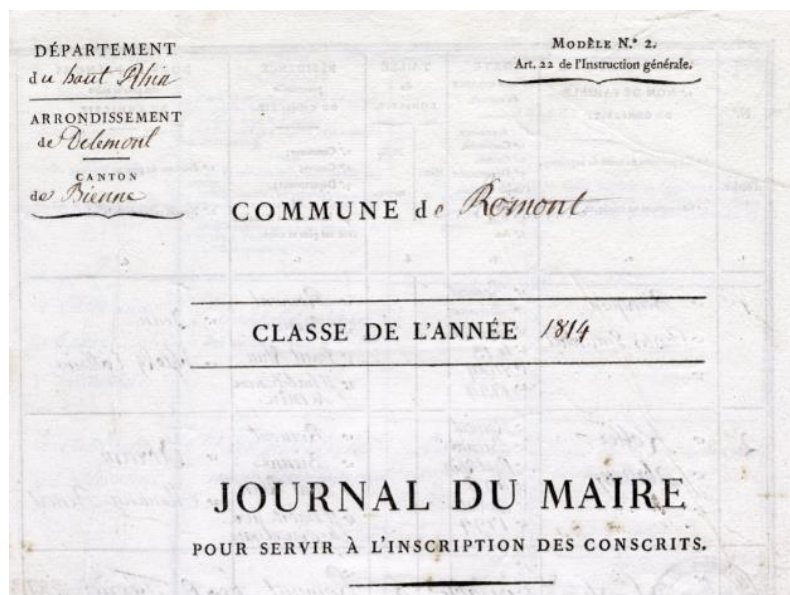 DÉPARTEMENT
du haut Rhin
ARRONDISSEMENT
de Delemont
CANTON
de Bienne
MODÈLE N.º 2.
Art. 22 de l'Instruction générale.
COMMUNE de Romont
CLASSE DE L'ANNÉE 1814
JOURNAL DU MAIRE
POUR SERVIR À L'INSCRIPTION DES CONSCRITS.